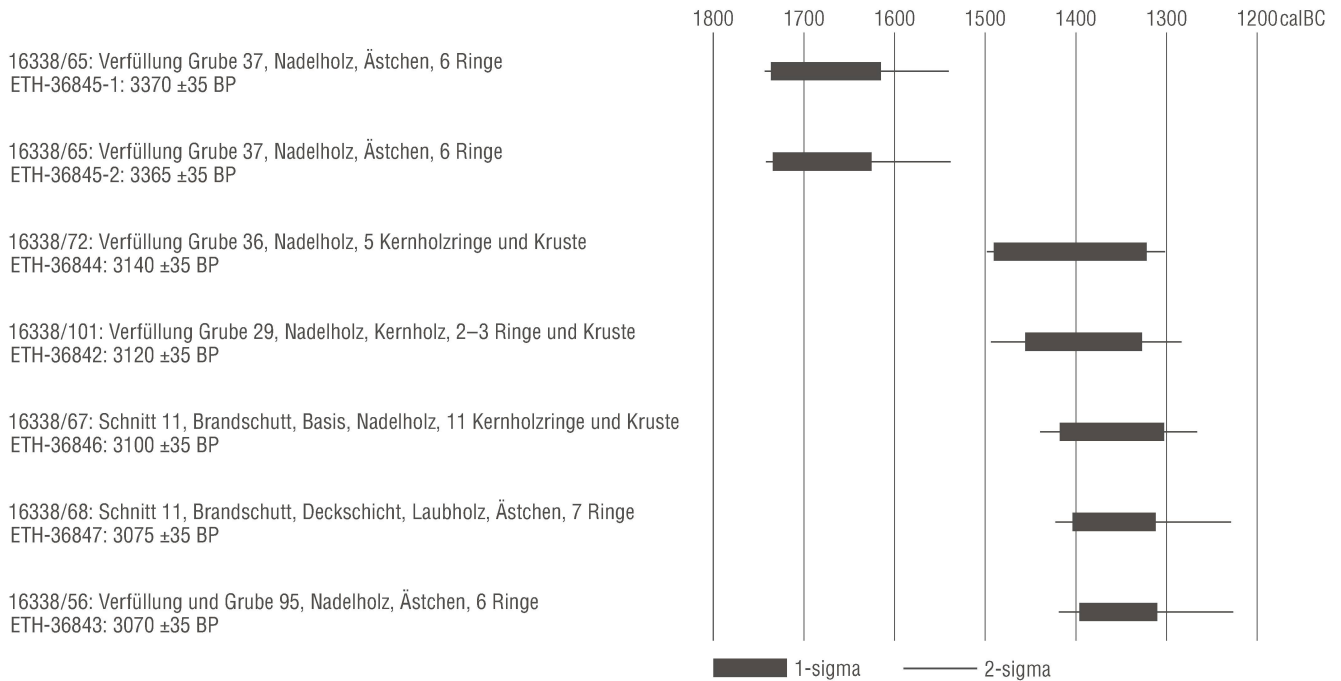 1800 1700 1600 1500 1400 1300 1200 calBC
16338/65: Verfüllung Grube 37, Nadelholz, Ästchen, 6 Ringe
ETH-36845-1: 3370 ±35 BP
16338/65: Verfüllung Grube 37, Nadelholz, Ästchen, 6 Ringe
ETH-36845-2: 3365 ±35 BP
16338/72: Verfüllung Grube 36, Nadelholz, 5 Kernholzringe und Kruste
ETH-36844: 3140 ±35 BP
16338/101: Verfüllung Grube 29, Nadelholz, Kernholz, 2–3 Ringe und Kruste
ETH-36842: 3120 ±35 BP
16338/67: Schnitt 11, Brandschutt, Basis, Nadelholz, 11 Kernholzringe und Kruste
ETH-36846: 3100 ±35 BP
16338/68: Schnitt 11, Brandschutt, Deckschicht, Laubholz, Ästchen, 7 Ringe
ETH-36847: 3075 ±35 BP
16338/56: Verfüllung und Grube 95, Nadelholz, Ästchen, 6 Ringe
ETH-36843: 3070 ±35 BP
1-sigma 2-sigma